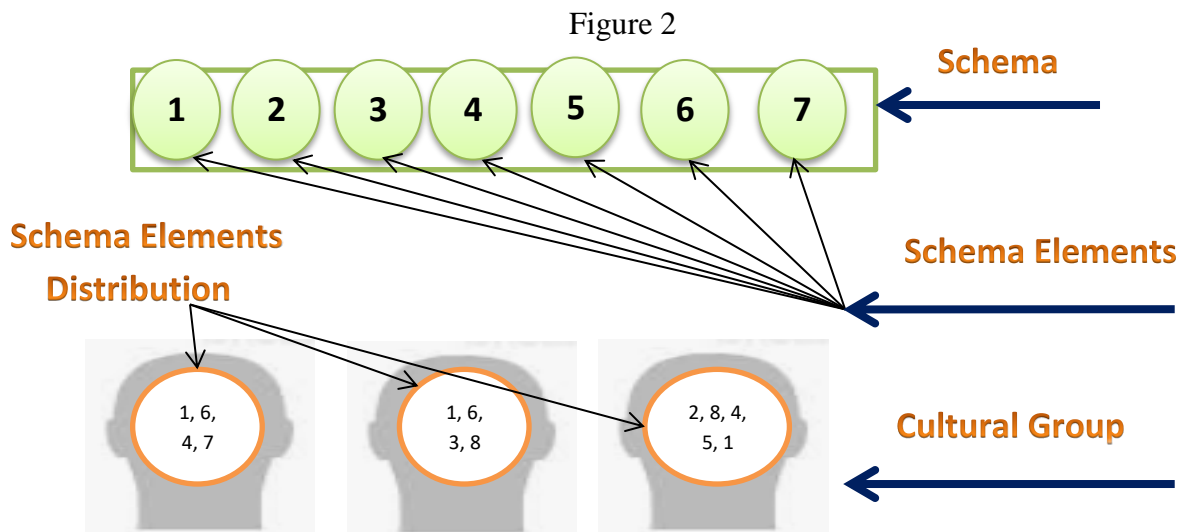 Figure 2
Schema
1 2 3 4 5 6 7
Schema Elements
Distribution
Schema Elements
1, 6,
4, 7
1, 6,
3, 8
2, 8, 4,
5, 1
Cultural Group